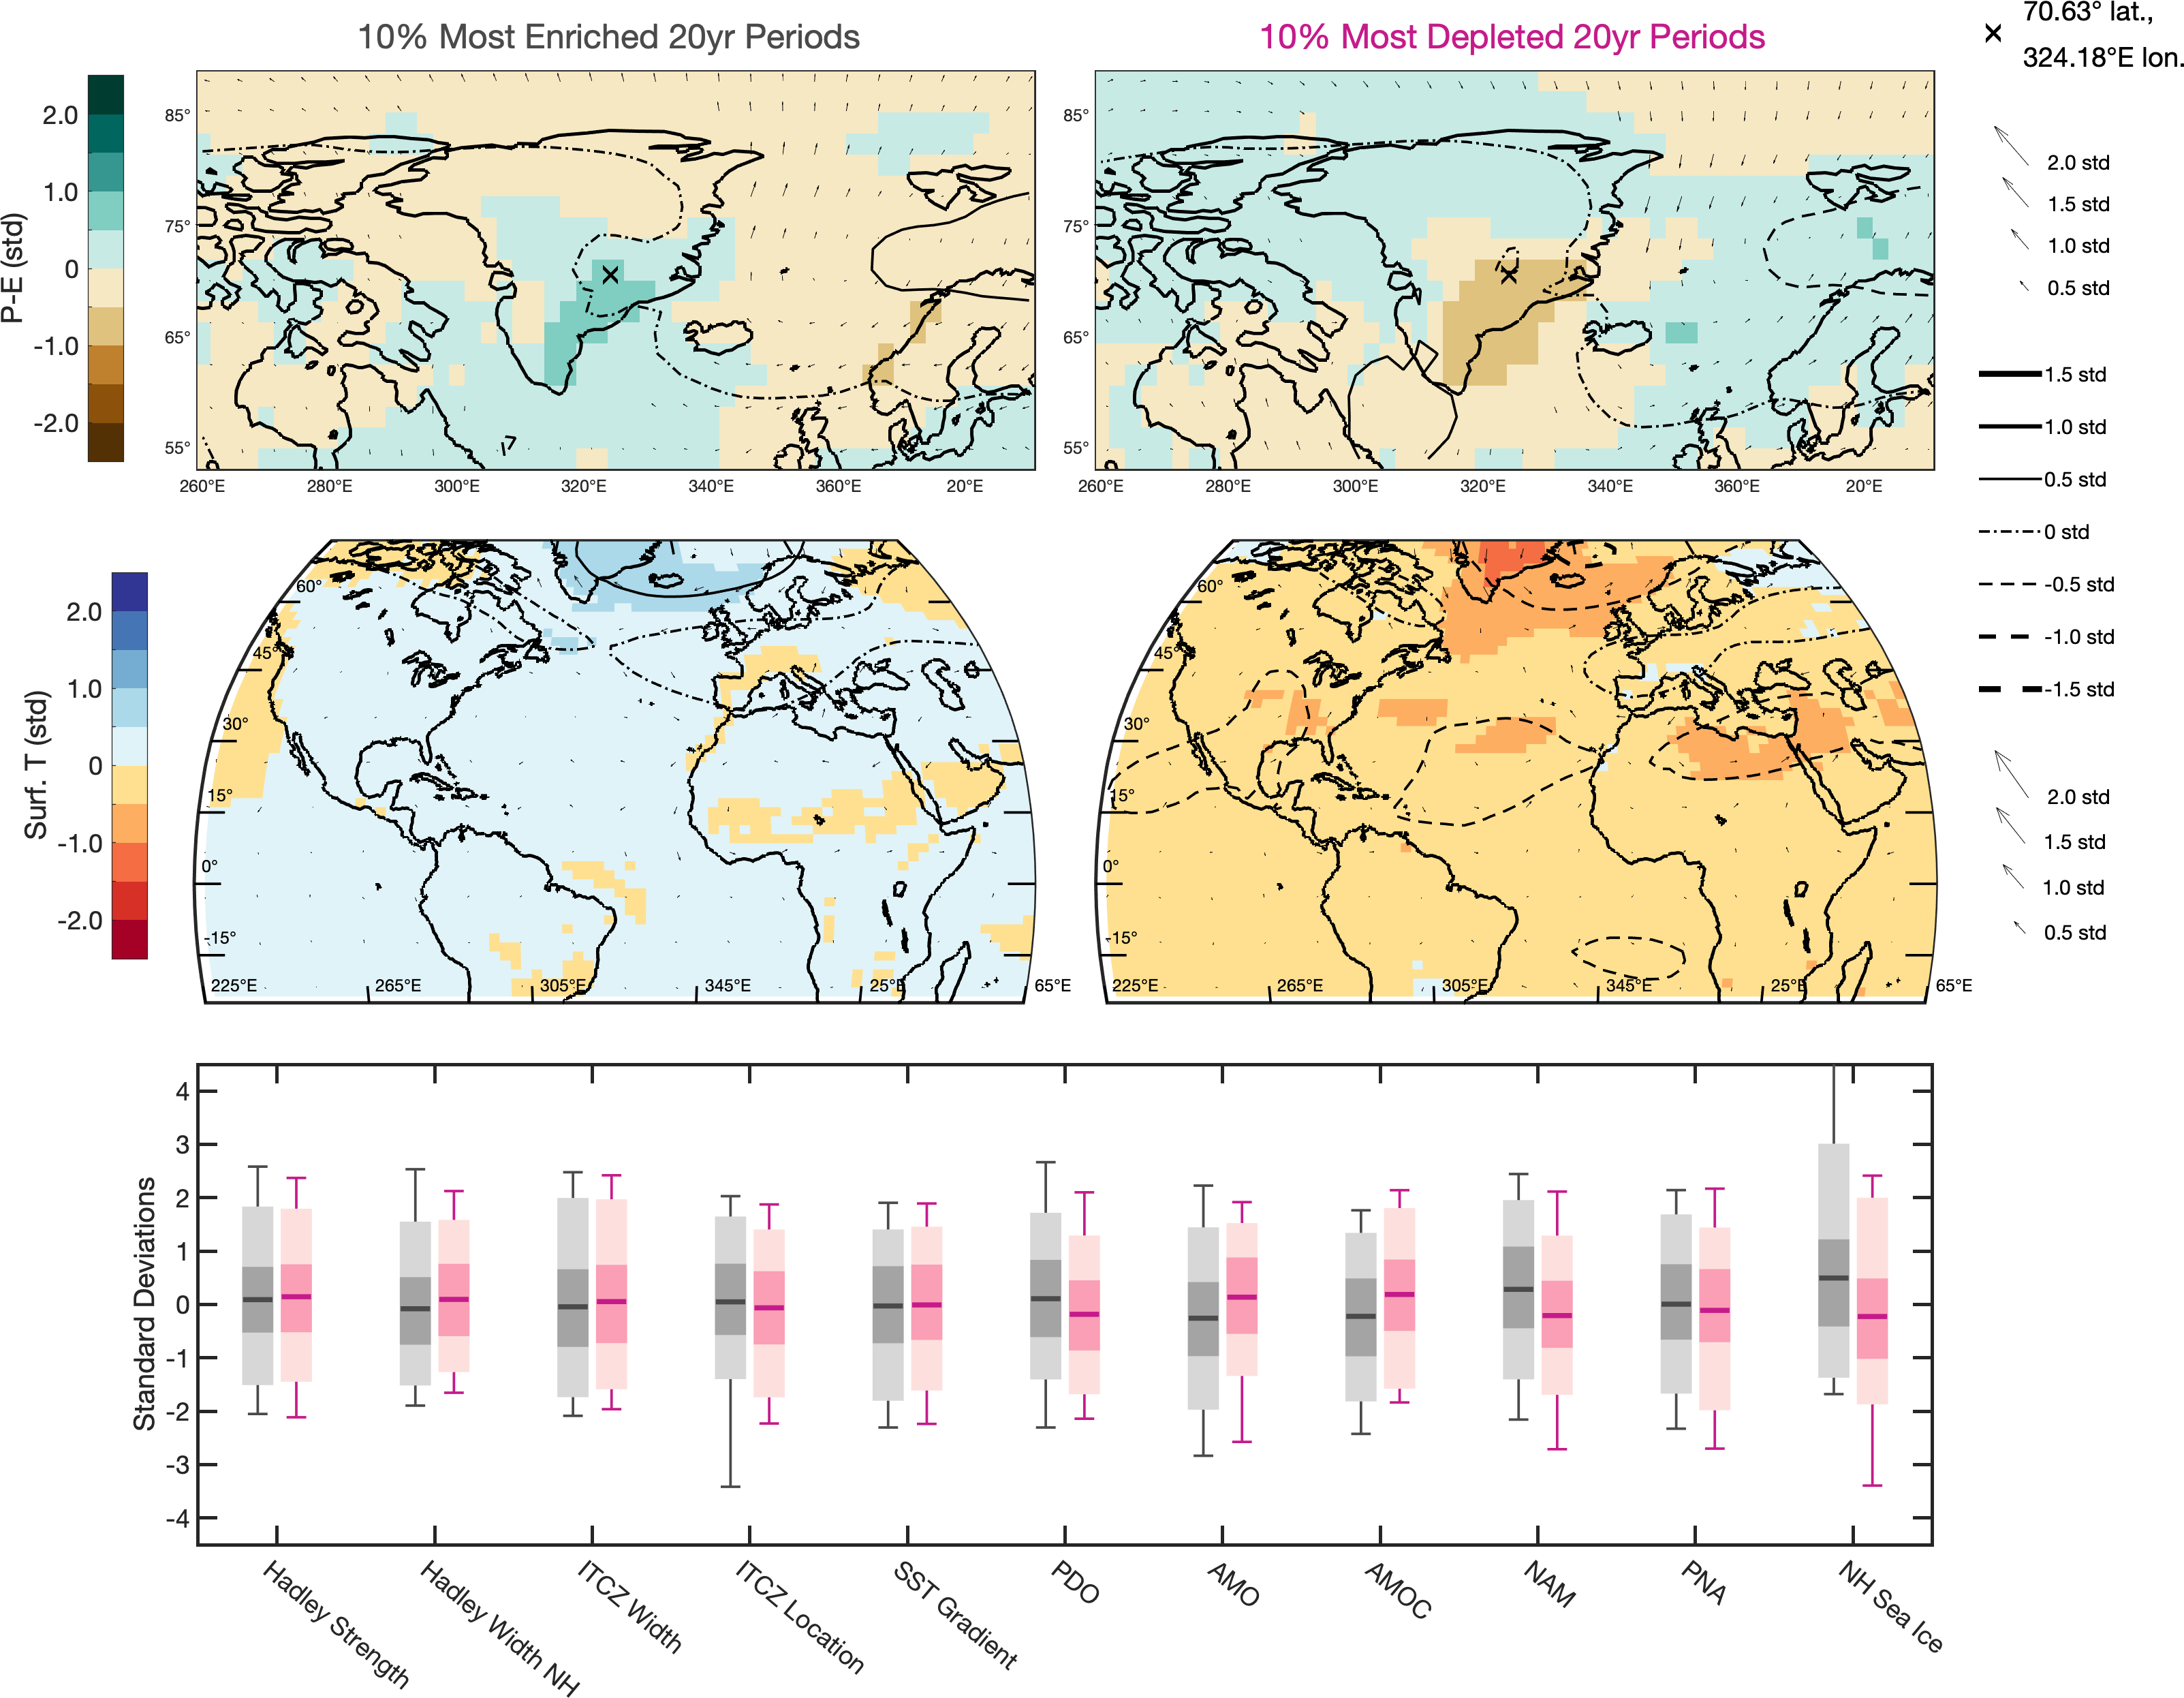 10% Most Enriched 20yr Periods
10% Most Depleted 20yr Periods
70.63° lat.,
324.18°E lon.
P-E (std)
2.0
1.0
0
-1.0
-2.0
85°
75°
65°
55°
260°E 280°E 300°E 320°E 340°E 360°E 20°E
85°
75°
65°
55°
260°E 280°E 300°E 320°E 340°E 360°E 20°E
2.0 std
1.5 std
1.0 std
0.5 std
1.5 std
1.0 std
0.5 std
0 std
-0.5 std
-1.0 std
-1.5 std
Surf. T (std)
2.0
1.0
0
-1.0
-2.0
60°
45°
30°
15°
0°
-15°
225°E 265°E 305°E 345°E 25°E 65°E
60°
45°
30°
15°
0°
-15°
225°E 265°E 305°E 345°E 25°E 65°E
2.0 std
1.5 std
1.0 std
0.5 std
Standard Deviations
4
3
2
1
0
-1
-2
-3
-4
Hadley Strength
Hadley Width NH
ITCZ Width
ITCZ Location
SST Gradient
PDO
AMO
AMOC
NAM
PNA
NH Sea Ice